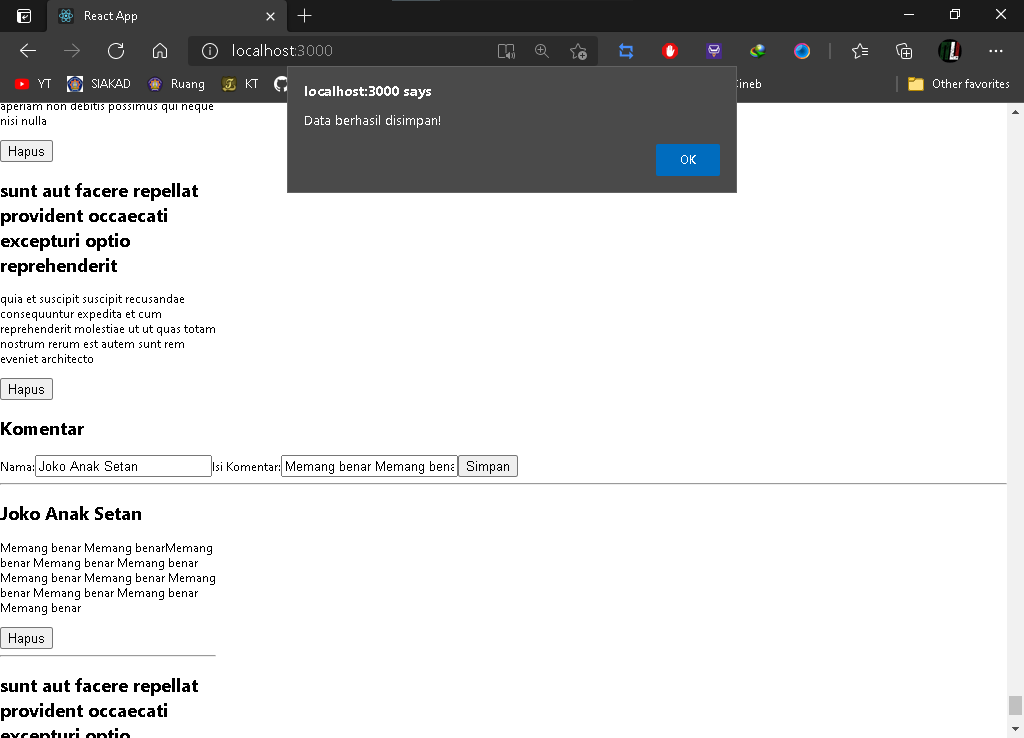 React App
localhost:3000
YT
SIAKAD
Ruang
KT
Other favorites
localhost:3000 says
Data berhasil disimpan!
OK
aperiam non debitis possimus qui neque
nisi nulla
Hapus
sunt aut facere repellat
provident occaecati
excepturi optio
reprehenderit
quia et suscipit suscipit recusandae
consequuntur expedita et cum
reprehenderit molestiae ut ut quas totam
nostrum rerum est autem sunt rem
eveniet architecto
Hapus
Komentar
Nama: Joko Anak Setan Isi Komentar: Memang benar Memang bena Simpan
Joko Anak Setan
Memang benar Memang benarMemang
benar Memang benar Memang benar
Memang benar Memang benar Memang
benar Memang benar Memang benar
Memang benar
Hapus
sunt aut facere repellat
provident occaecati
excepturi optio